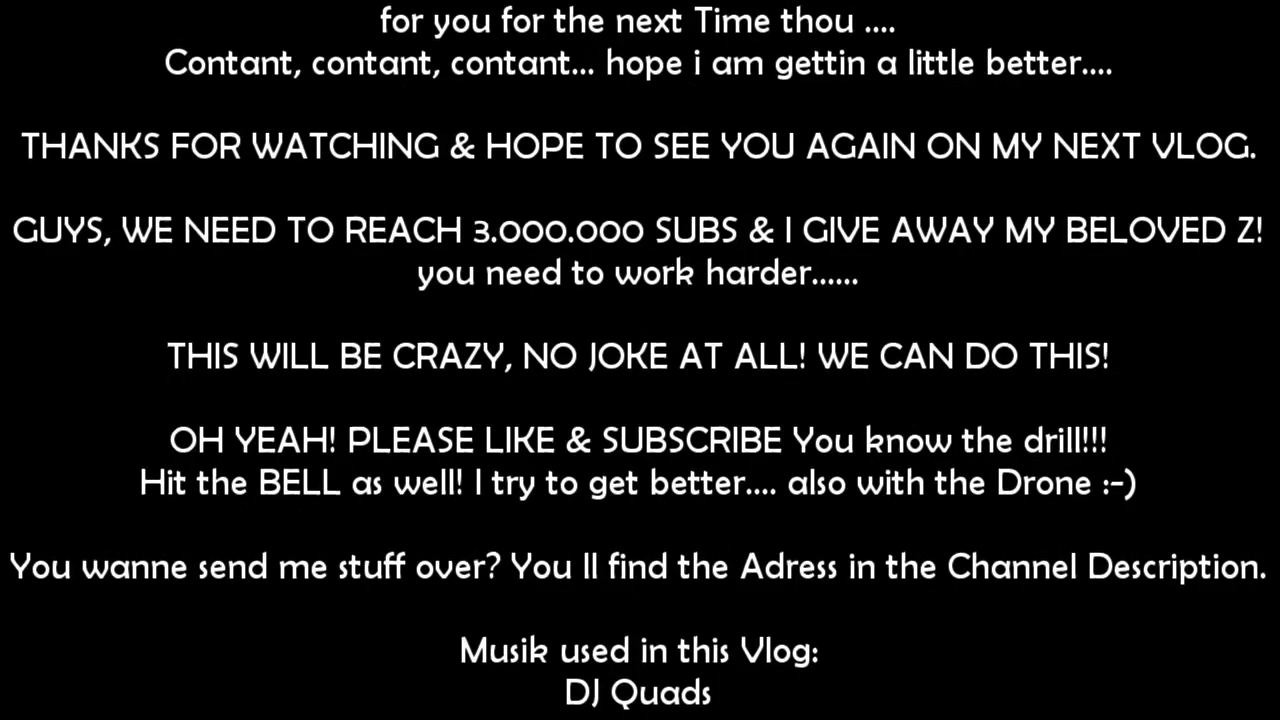 for you for the next Time thou ....
Contant, contant, contant... hope i am gettin a little better....
THANKS FOR WATCHING & HOPE TO SEE YOU AGAIN ON MY NEXT VLOG.
GUYS, WE NEED TO REACH 3.000.000 SUBS & I GIVE AWAY MY BELOVED Z!
you need to work harder......
THIS WILL BE CRAZY, NO JOKE AT ALL! WE CAN DO THIS!
OH YEAH! PLEASE LIKE & SUBSCRIBE You know the drill!!!
Hit the BELL as well! I try to get better.... also with the Drone :-)
You wanne send me stuff over? You ll find the Adress in the Channel Description.
Musik used in this Vlog:
DJ Quads